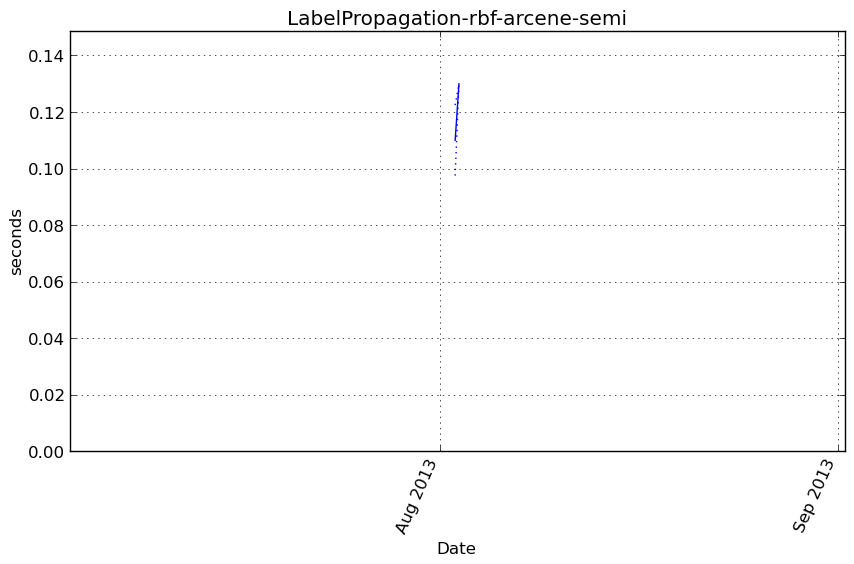 LabelPropagation-rbf-arcene-semi
0.14
0.12
0.10
0.08
0.06
0.04
0.02
0.00
seconds
Aug 2013
Sep 2013
Date